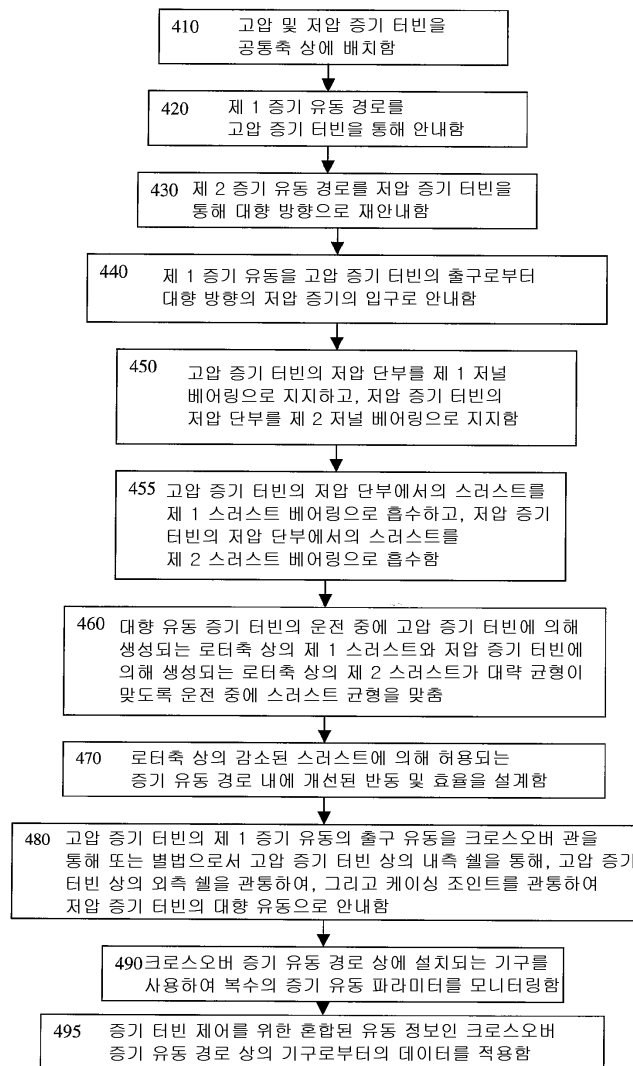 410 고압 및 저압 증기 터빈을
공통축 상에 배치함
420 제 1 증기 유동 경로를
고압 증기 터빈을 통해 안내함
430 제 2 증기 유동 경로를 저압 증기 터빈을
통해 대향 방향으로 재안내함
440 제 1 증기 유동을 고압 증기 터빈의 출구로부터
대향 방향의 저압 증기의 입구로 안내함
450 고압 증기 터빈의 저압 단부를 제 1 저널
베어링으로 지지하고, 저압 증기 터빈의
저압 단부를 제 2 저널 베어링으로 지지함
455 고압 증기 터빈의 저압 단부에서의 스러스트를
제 1 스러스트 베어링으로 흡수하고, 저압 증기
터빈의 저압 단부에서의 스러스트를
제 2 스러스트 베어링으로 흡수함
460 대향 유동 증기 터빈의 운전 중에 고압 증기 터빈에 의해
생성되는 로터축 상의 제 1 스러스트와 저압 증기 터빈에
의해 생성되는 로터축 상의 제 2 스러스트가 대략 균형이
맞도록 운전 중에 스러스트 균형을 맞춤
470 로터축 상의 감소된 스러스트에 의해 허용되는
증기 유동 경로 내에 개선된 반동 및 효율을 설계함
480 고압 증기 터빈의 제 1 증기 유동의 출구 유동을 크로스오버 관을
통해 또는 별법으로서 고압 증기 터빈 상의 내측 쉘을 통해, 고압 증기
터빈 상의 외측 쉘을 관통하여, 그리고 케이싱 조인트를 관통하여
저압 증기 터빈의 대향 유동으로 안내함
490 크로스오버 증기 유동 경로 상에 설치되는 기구를
사용하여 복수의 증기 유동 파라미터를 모니터링함
495 증기 터빈 제어를 위한 혼합된 유동 정보인 크로스오버
증기 유동 경로 상의 기구로부터의 데이터를 적용함